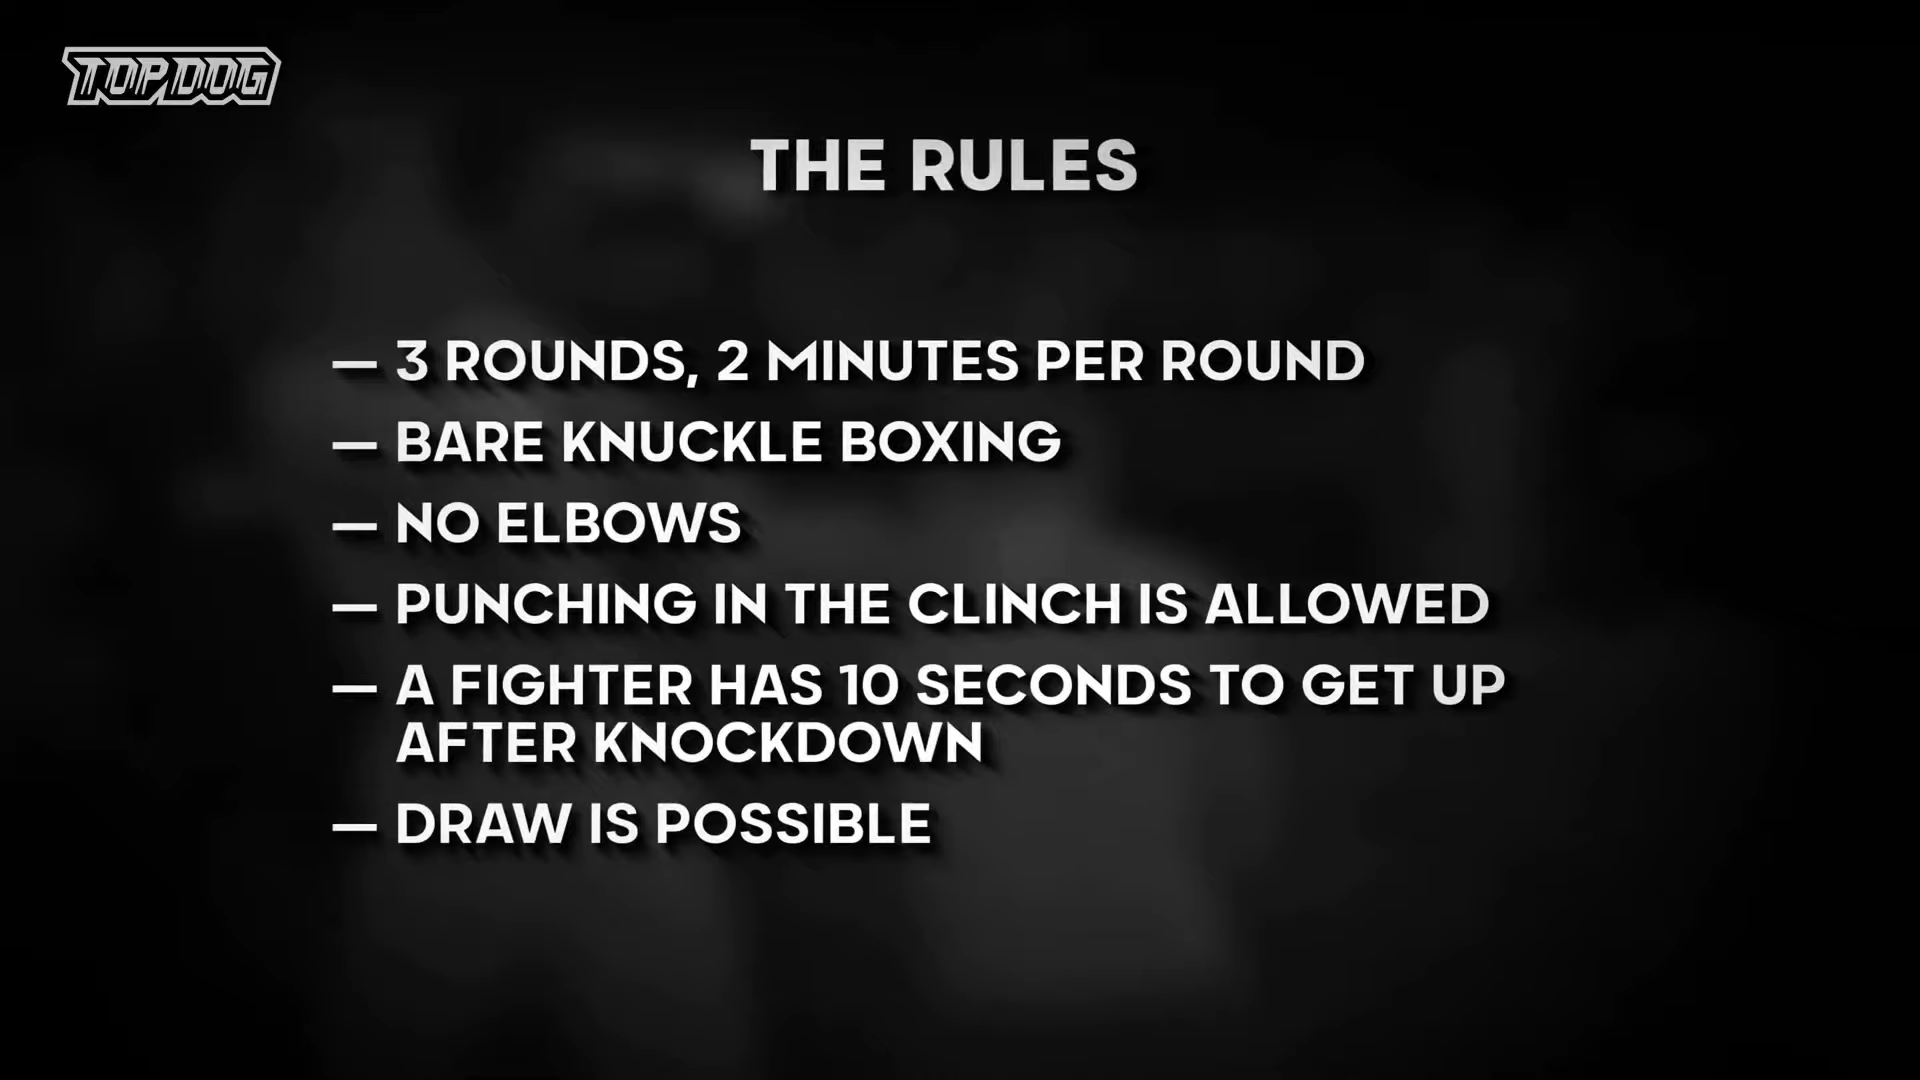 TOP DOG
THE RULES
— 3 ROUNDS, 2 MINUTES PER ROUND
— BARE KNUCKLE BOXING
— NO ELBOWS
— PUNCHING IN THE CLINCH IS ALLOWED
— A FIGHTER HAS 10 SECONDS TO GET UP
AFTER KNOCKDOWN
— DRAW IS POSSIBLE